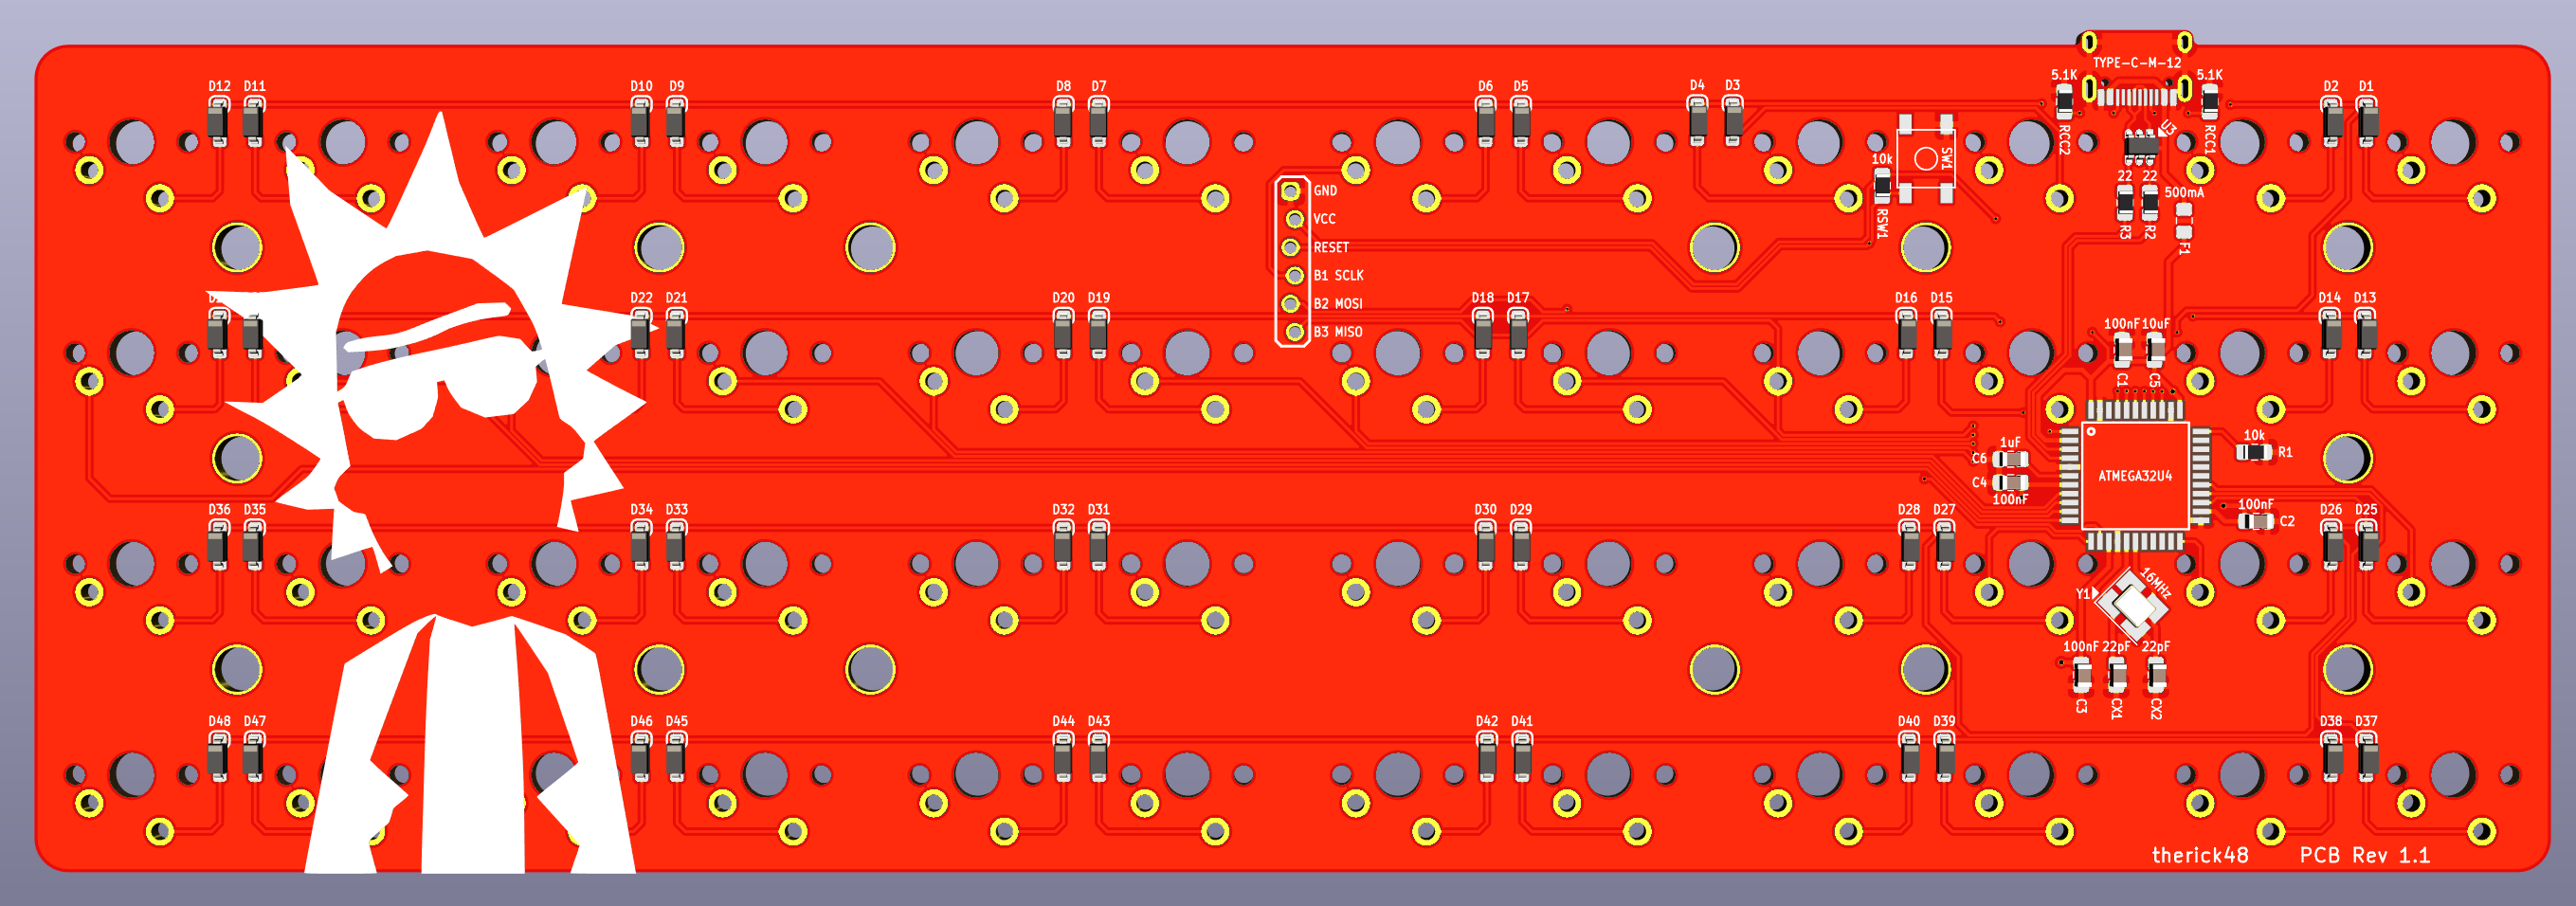 TYPE-C-M-12
5.1K
5.1K
D12 D11 D10 D9 D8 D7 D6 D5 D4 D3 D2 D1
RCC2
U3
RCC1
SW1
10k
RSW1
22 22 500mA
R3 R2 F1
GND
VCC
RESET
B1 SCLK
B2 MOSI
B3 MISO
D22 D21 D20 D19 D18 D17 D16 D15 D14 D13
100nF 10uF
C1 C5
10k R1
1uF
C6
C4
100nF
ATMEGA32U4
100nF
C2
D36 D35 D34 D33 D32 D31 D30 D29 D28 D27 D26 D25
16MHz
Y1
100nF 22pF 22pF
C3 CX1 CX2
D48 D47 D46 D45 D44 D43 D42 D41 D40 D39 D38 D37
therick48 PCB Rev 1.1